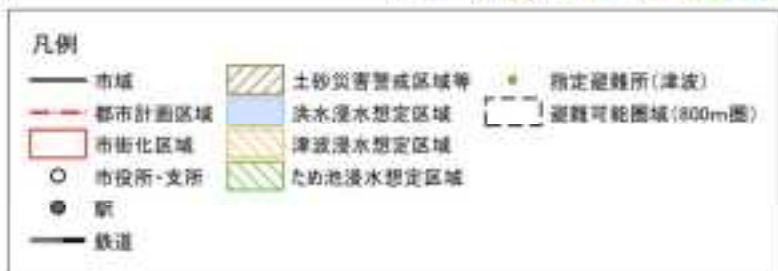 凡例
市域
都市計画区域
市街化区域
市役所・支所
駅
鉄道
土砂災害警戒区域等
洪水浸水想定区域
津波浸水想定区域
ため池浸水想定区域
指定避難所(津波)
避難可能圏域(800m圏)